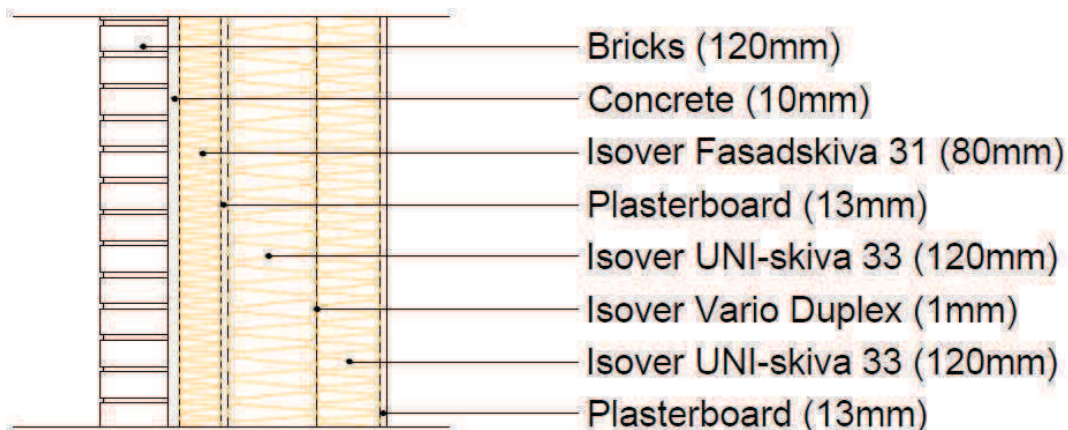 Bricks (120mm)
Concrete (10mm)
Isover Fasadskiva 31 (80mm)
Plasterboard (13mm)
Isover UNI-skiva 33 (120mm)
Isover Vario Duplex (1mm)
Isover UNI-skiva 33 (120mm)
Plasterboard (13mm)